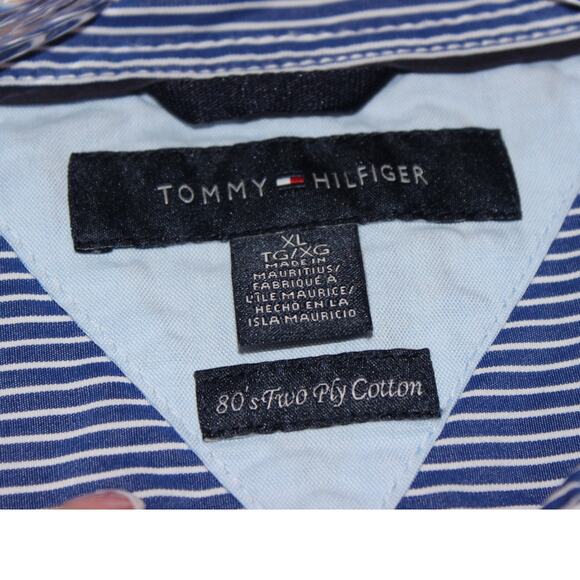 TOMMY HILFIGER
XL
TG/XG
MADE IN
MAURITIUS/
FABRIQUÉ À
L'ÎLE MAURICE/
HECHO EN LA
ISLA MAURICIO
80's Two Ply Cotton